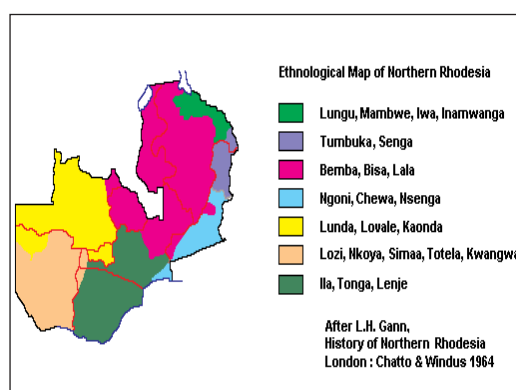 Ethnological Map of Northern Rhodesia
Lungu, Mambwe, Iwa, Inamwanga
Tumbuka, Senga
Bemba, Bisa, Lala
Ngoni, Chewa, Nsenga
Lunda, Lovale, Kaonda
Lozi, Nkoya, Simaa, Totela, Kwangwa
Ila, Tonga, Lenje
After L.H. Gann,
History of Northern Rhodesia
London : Chatto & Windus 1964